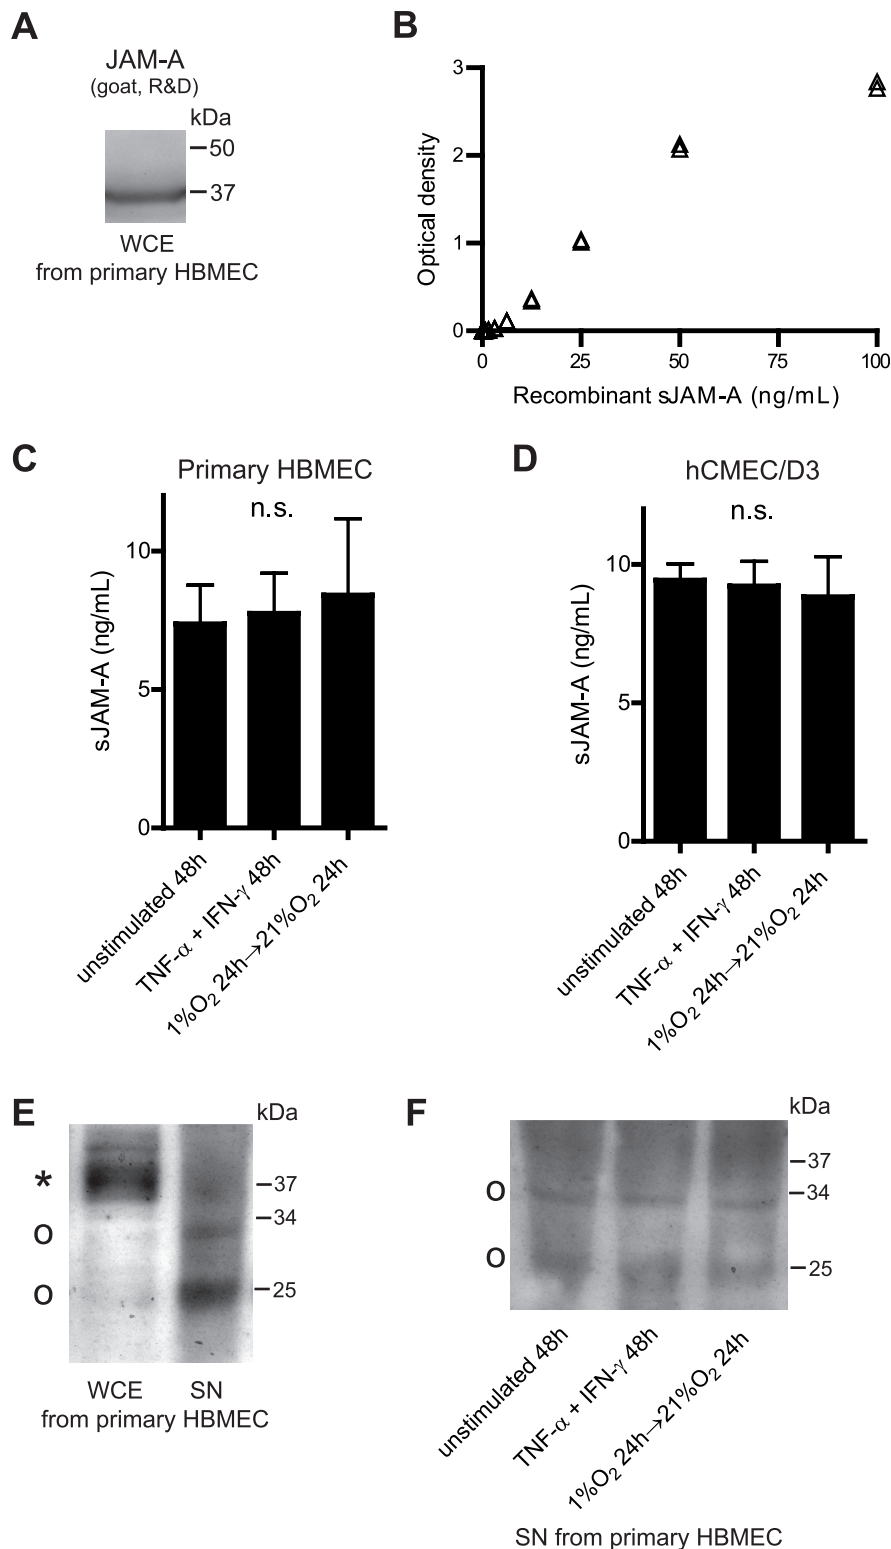 A
JAM-A
(goat, R&D)
kDa
50
37
WCE
from primary HBMEC
B
3
2
1
0
Optical density
0 25 50 75 100
Recombinant sJAM-A (ng/mL)
C
Primary HBMEC
n.s.
10
5
0
sJAM-A (ng/mL)
unstimulated 48h
TNF-α + IFN-γ 48h
1%O₂ 24h→21%O₂ 24h
D
hCMEC/D3
n.s.
10
5
0
sJAM-A (ng/mL)
unstimulated 48h
TNF-α + IFN-γ 48h
1%O₂ 24h→21%O₂ 24h
E
kDa
* 37
34
o
o 25
WCE SN
from primary HBMEC
F
kDa
37
o 34
o 25
unstimulated 48h
TNF-α + IFN-γ 48h
1%O₂ 24h→21%O₂ 24h
SN from primary HBMEC